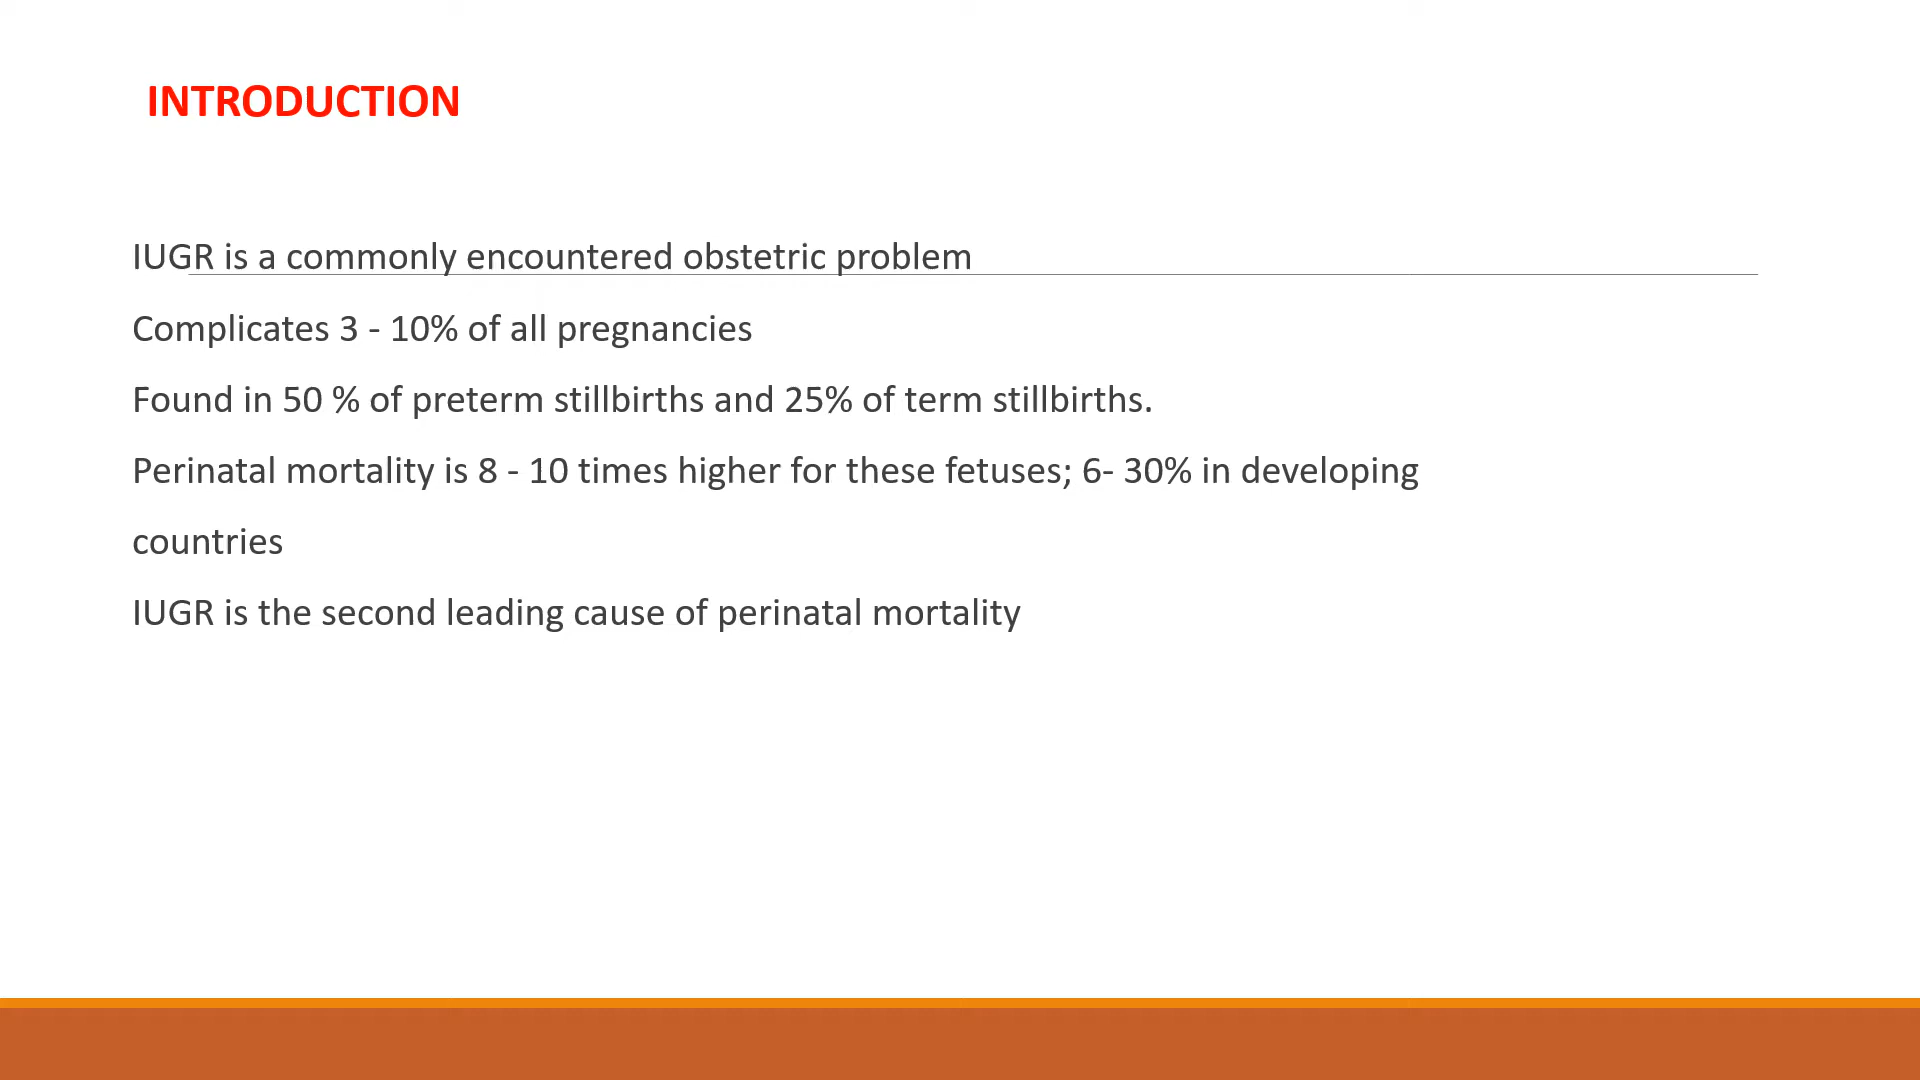 INTRODUCTION
IUGR is a commonly encountered obstetric problem
Complicates 3 - 10% of all pregnancies
Found in 50 % of preterm stillbirths and 25% of term stillbirths.
Perinatal mortality is 8 - 10 times higher for these fetuses; 6- 30% in developing
countries
IUGR is the second leading cause of perinatal mortality